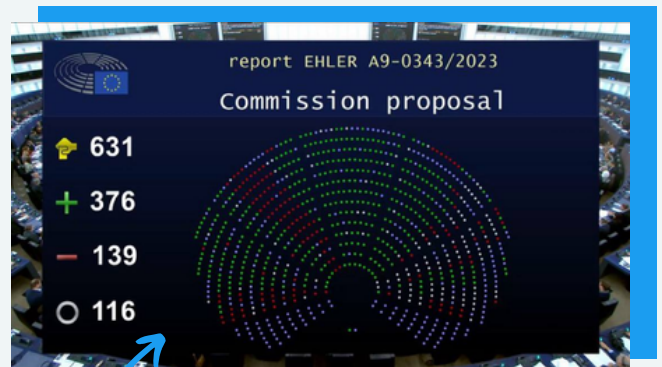 report EHLER A9-0343/2023
Commission proposal
631
+ 376
− 139
116